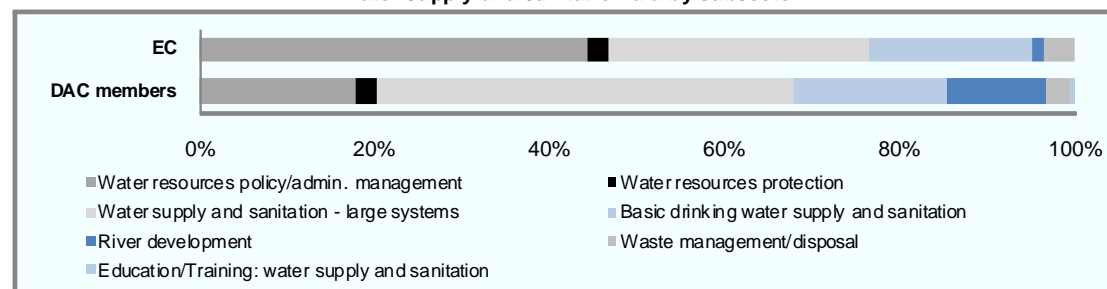 EC
DAC members
0% 20% 40% 60% 80% 100%
Water resources policy/admin. management
Water resources protection
Water supply and sanitation - large systems
Basic drinking water supply and sanitation
River development
Waste management/disposal
Education/Training: water supply and sanitation